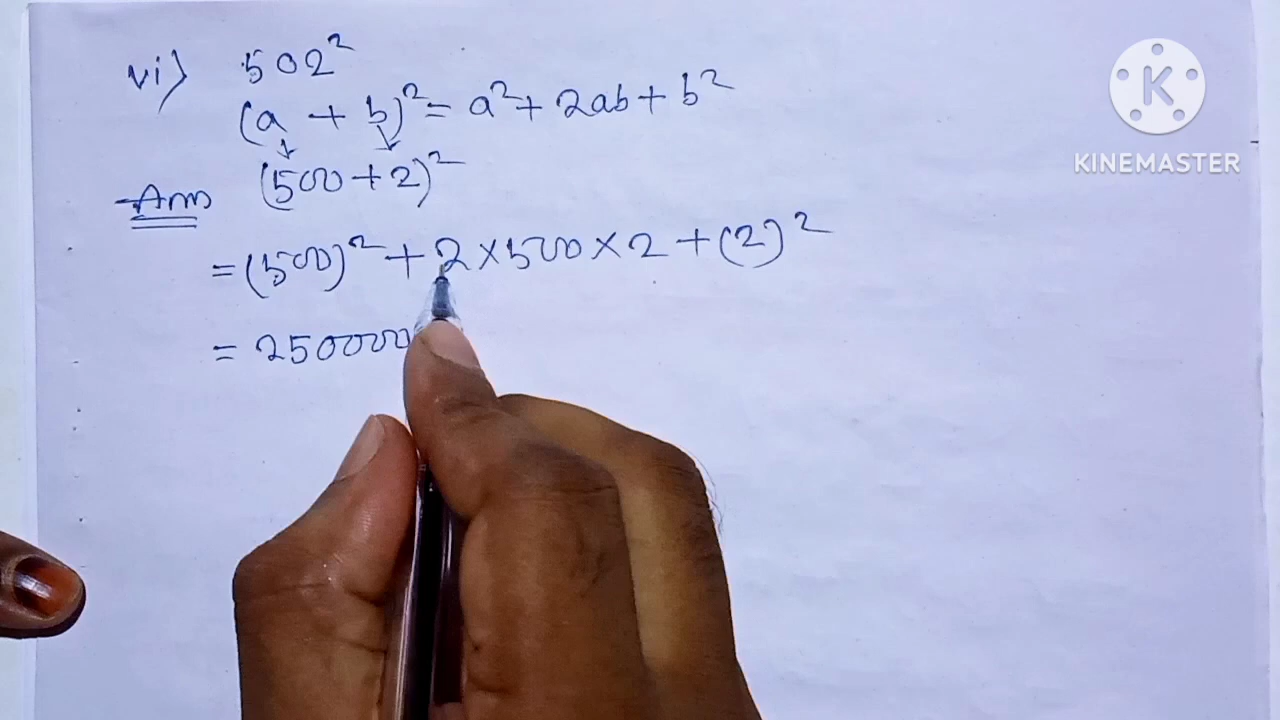 vi) 502²
(a + b)² = a² + 2ab + b²
(500 + 2)²
Ans
= (500)² + 2 × 500 × 2 + (2)²
= 250000
K
KINEMASTER